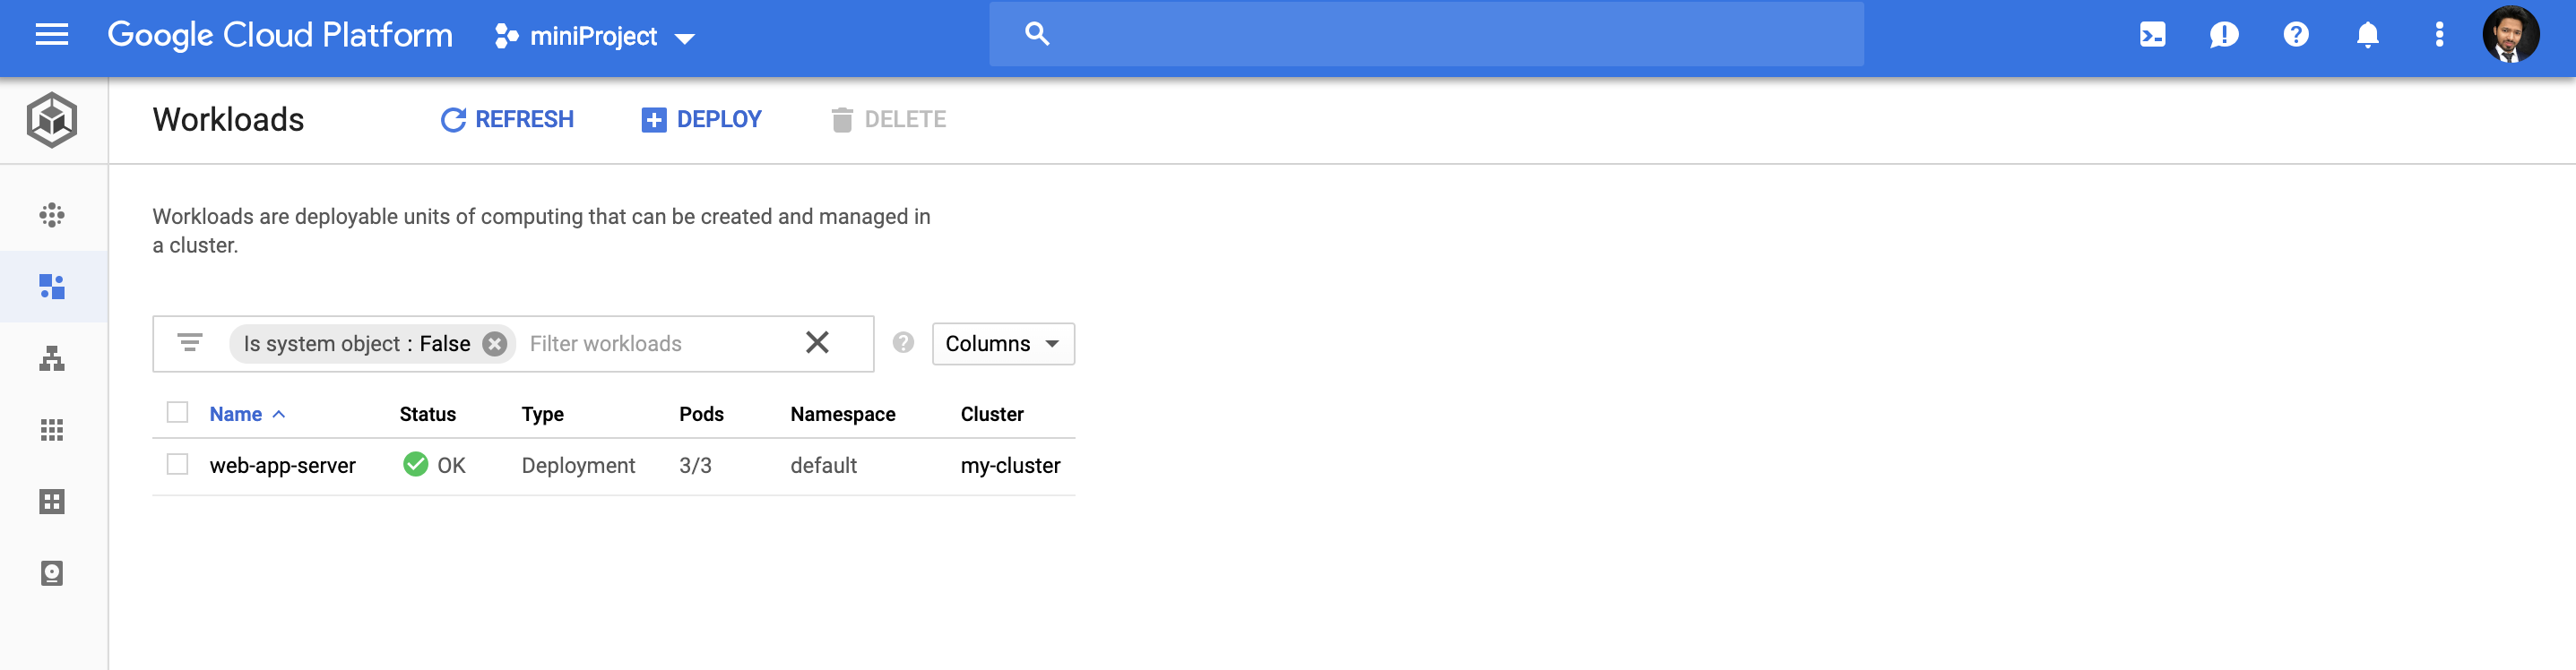 Google Cloud Platform miniProject
Workloads REFRESH DEPLOY DELETE
Workloads are deployable units of computing that can be created and managed in
a cluster.
Is system object : False Filter workloads Columns
Name Status Type Pods Namespace Cluster
web-app-server OK Deployment 3/3 default my-cluster